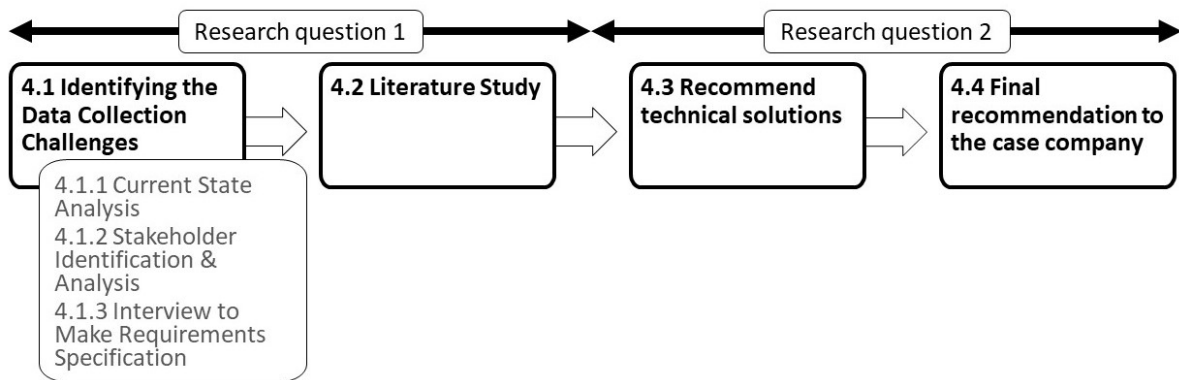 Research question 1
Research question 2
4.1 Identifying the
Data Collection
Challenges
4.1.1 Current State
Analysis
4.1.2 Stakeholder
Identification &
Analysis
4.1.3 Interview to
Make Requirements
Specification
4.2 Literature Study
4.3 Recommend
technical solutions
4.4 Final
recommendation to
the case company